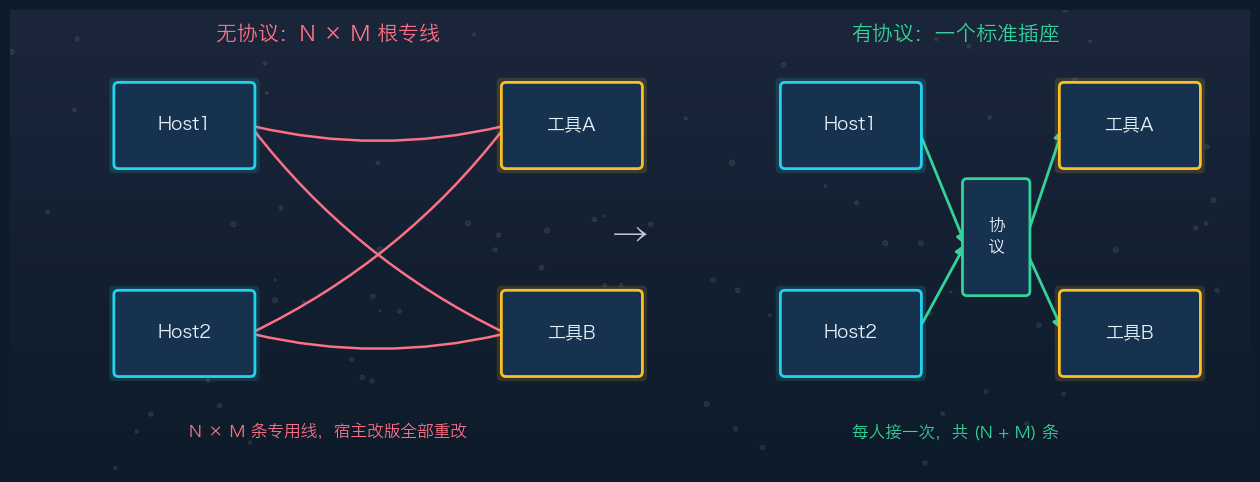 无协议：N × M 根专线
有协议：一个标准插座
Host1
工具A
Host1
工具A
协
议
→
Host2
工具B
Host2
工具B
N × M 条专用线，宿主改版全部重改
每人接一次，共 (N + M) 条